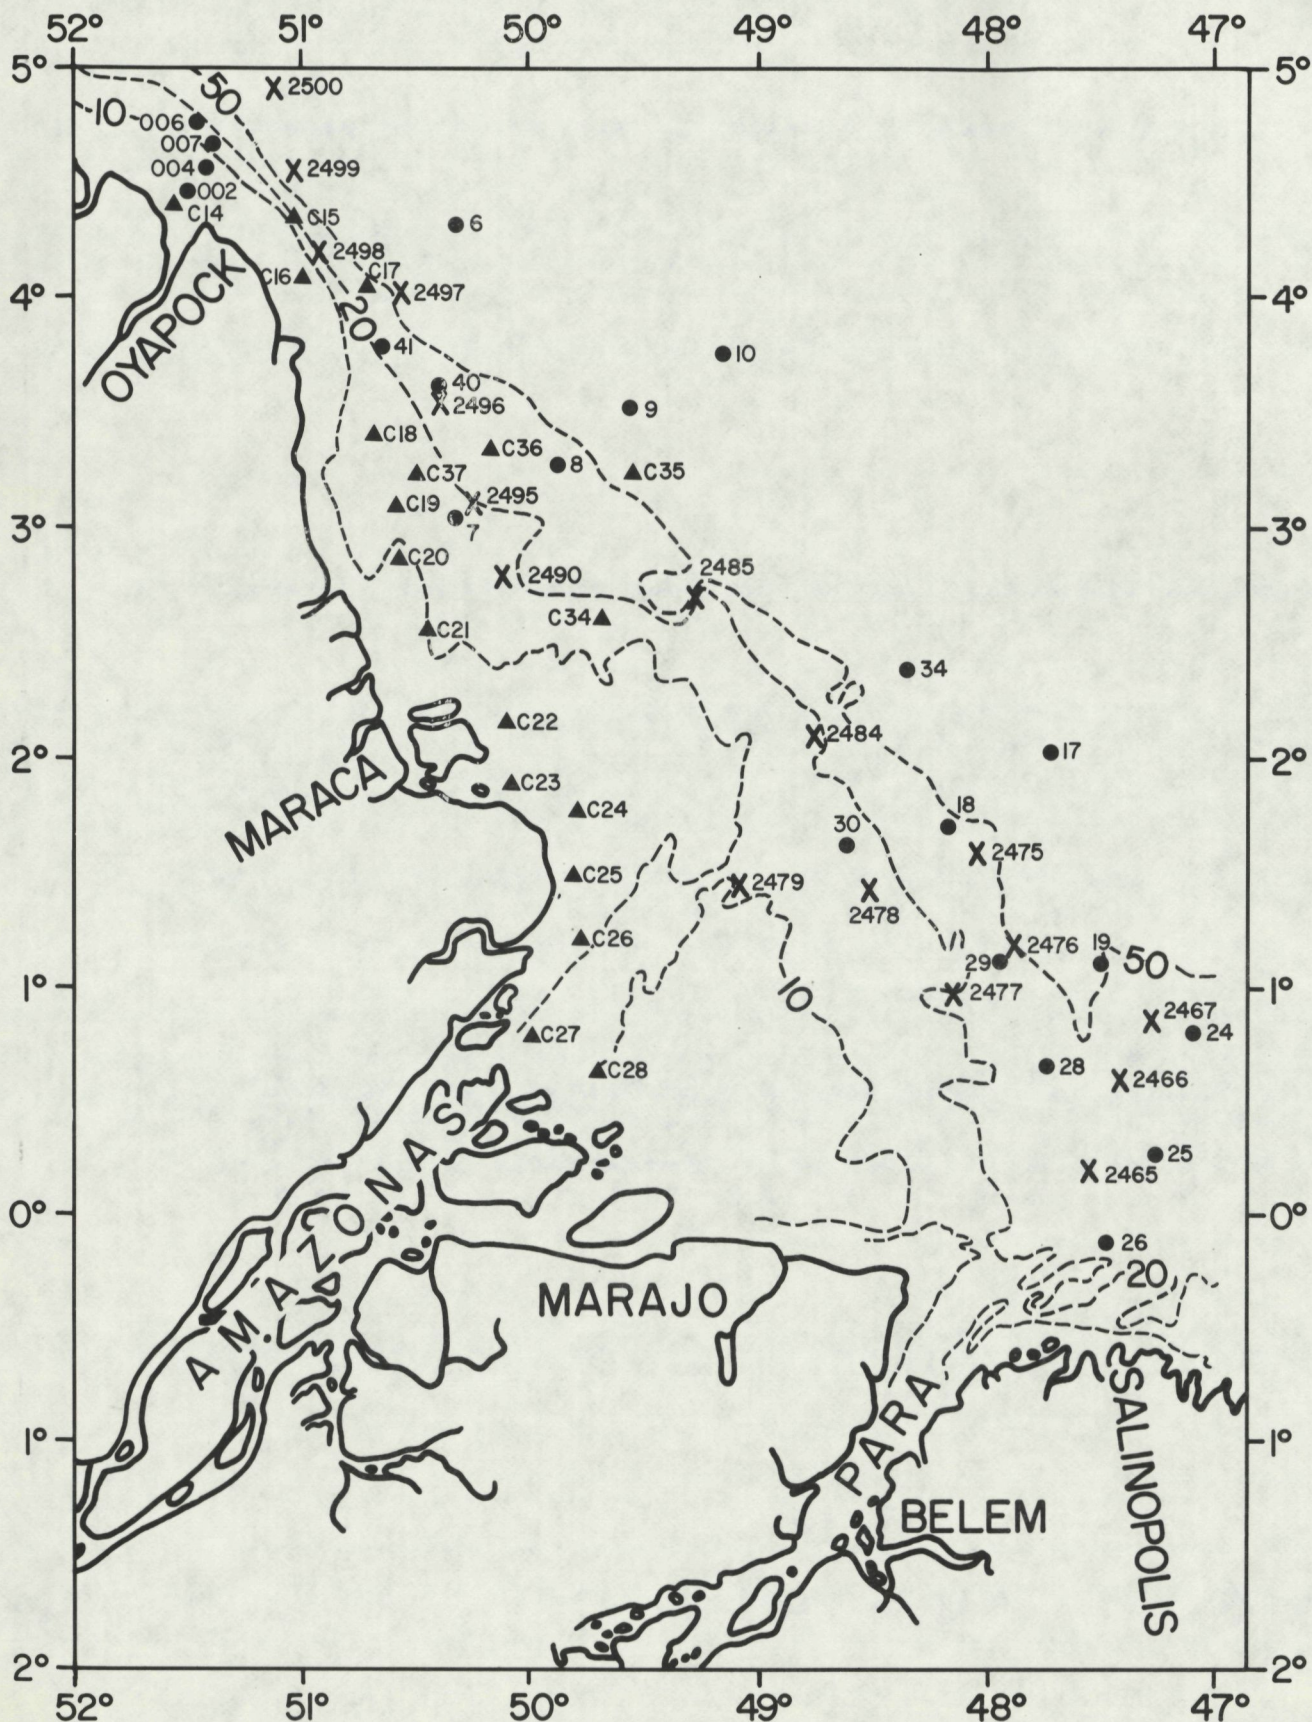 52° 51° 50° 49° 48° 47°
5° 5°
50 X 2500
10 006
007
004 X 2499
002
C14 C15 6
2498
C16 C17
4° 2497 4°
20
OYAPOCK
41 10
40
2496 9
C18 C36
8 C35
C37
C19 2495
3° 7 3°
C20
2490 2485
C34
C21
34
C22 2484
2° 17 2°
C23
MARACA
C24 18
30
C25 2479 2475
2478
C26 2476 19
29 50
1° 10 2477 1°
2467
C27 24
C28 28 2466
25
2465
AMAZONAS
0° 0°
26
20
MARAJO
PARA
SALINOPOLIS
1° 1°
BELEM
2° 2°
52° 51° 50° 49° 48° 47°